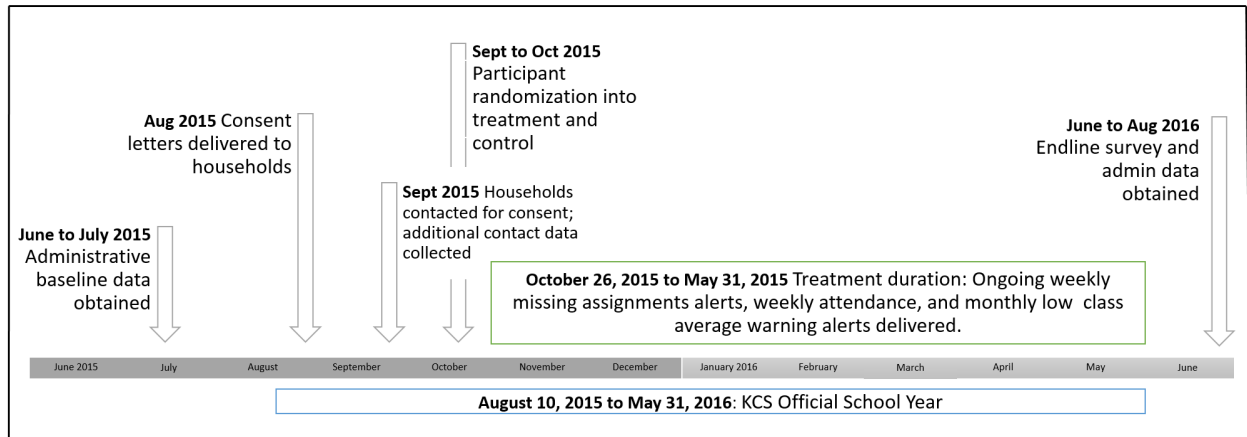 Sept to Oct 2015
Participant
randomization into
treatment and
control
Aug 2015 Consent
letters delivered to
households
June to Aug 2016
Endline survey and
admin data
obtained
Sept 2015 Households
contacted for consent;
additional contact data
collected
June to July 2015
Administrative
baseline data
obtained
October 26, 2015 to May 31, 2015 Treatment duration: Ongoing weekly
missing assignments alerts, weekly attendance, and monthly low class
average warning alerts delivered.
June 2015 July August September October November December January 2016 February March April May June
August 10, 2015 to May 31, 2016: KCS Official School Year